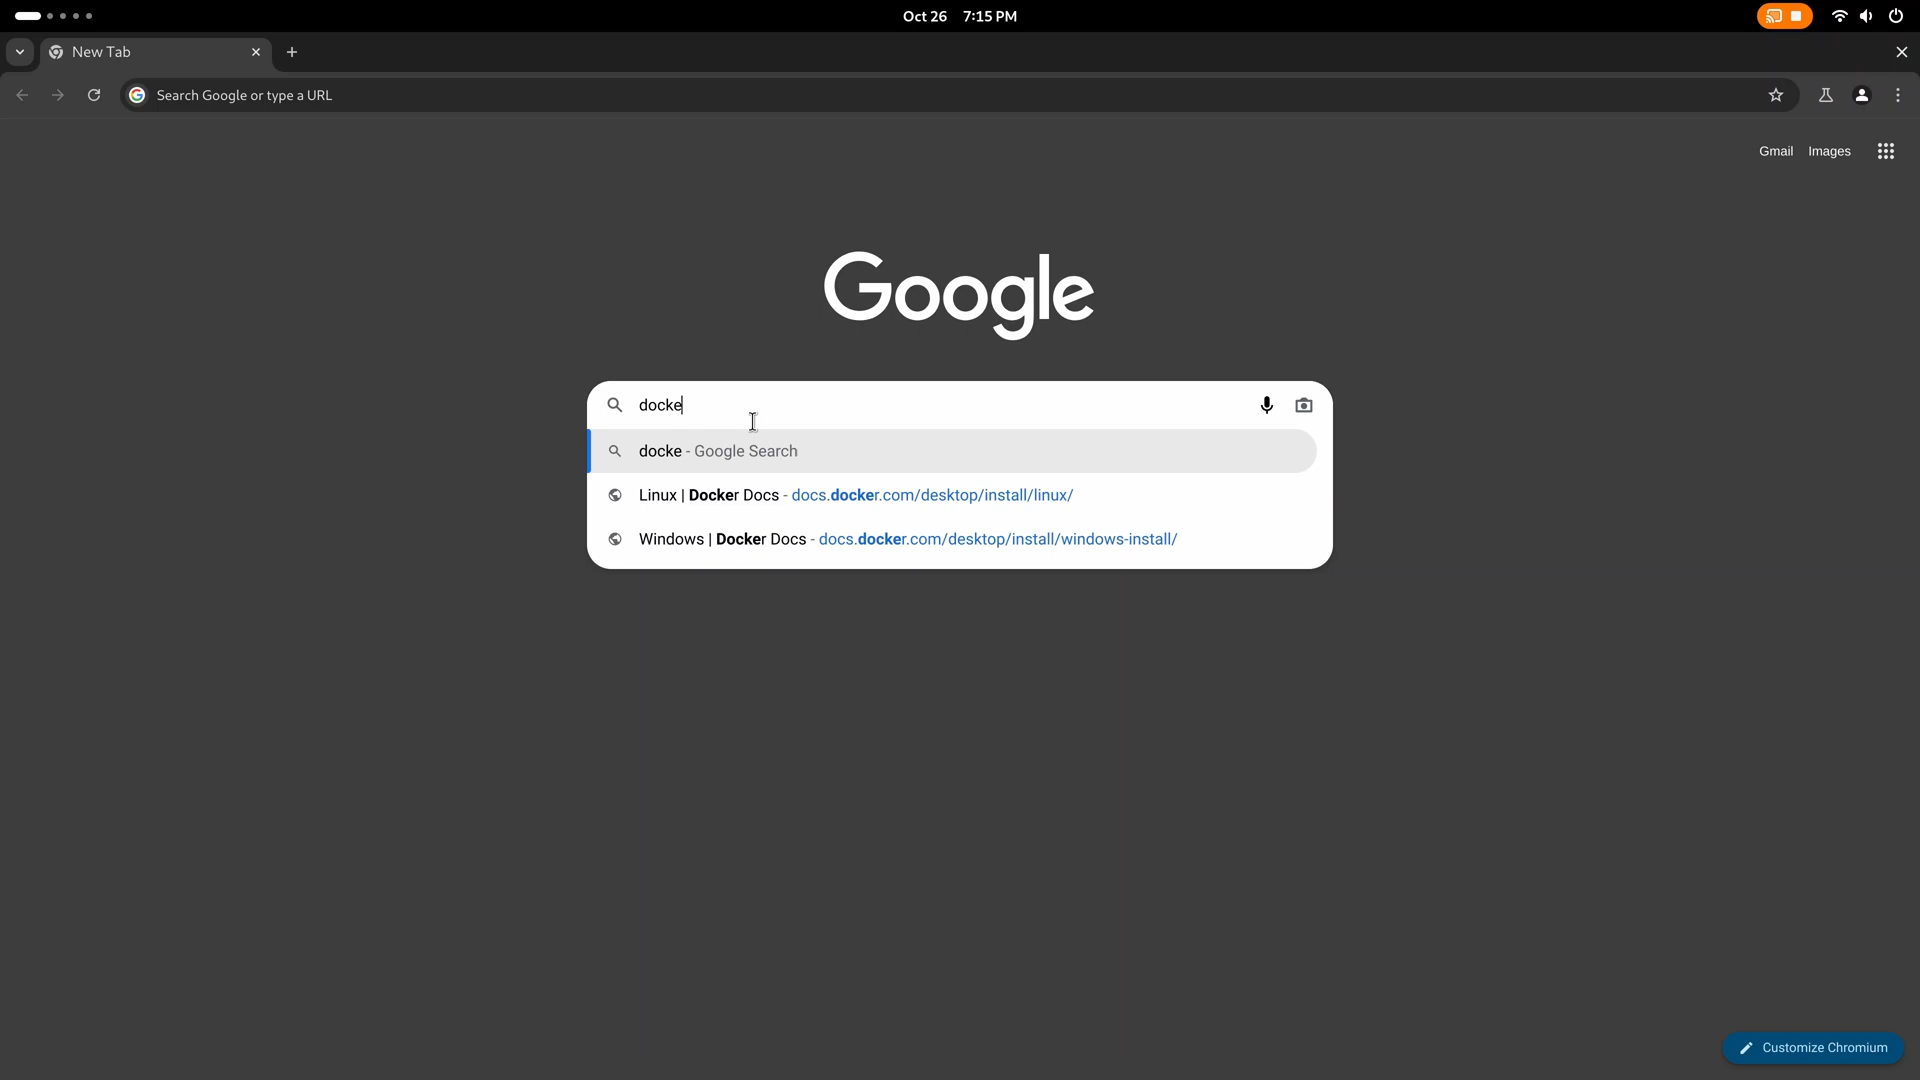 Oct 26 7:15 PM
New Tab
Search Google or type a URL
Gmail Images
Google
docke
docke - Google Search
Linux | Docker Docs - docs.docker.com/desktop/install/linux/
Windows | Docker Docs - docs.docker.com/desktop/install/windows-install/
Customize Chromium